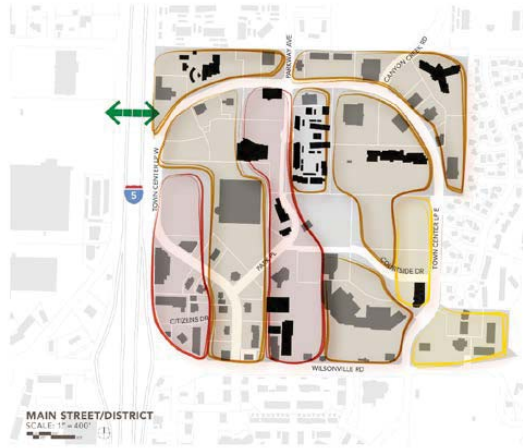 PARKWAY AVE
CANYON CREEK RD
TOWN CENTER LP W
5
TOWN CENTER LP E
PARK PL
COURTSIDE DR
CITIZENS DR
WILSONVILLE RD
MAIN STREET/DISTRICT
SCALE: 1" = 400'